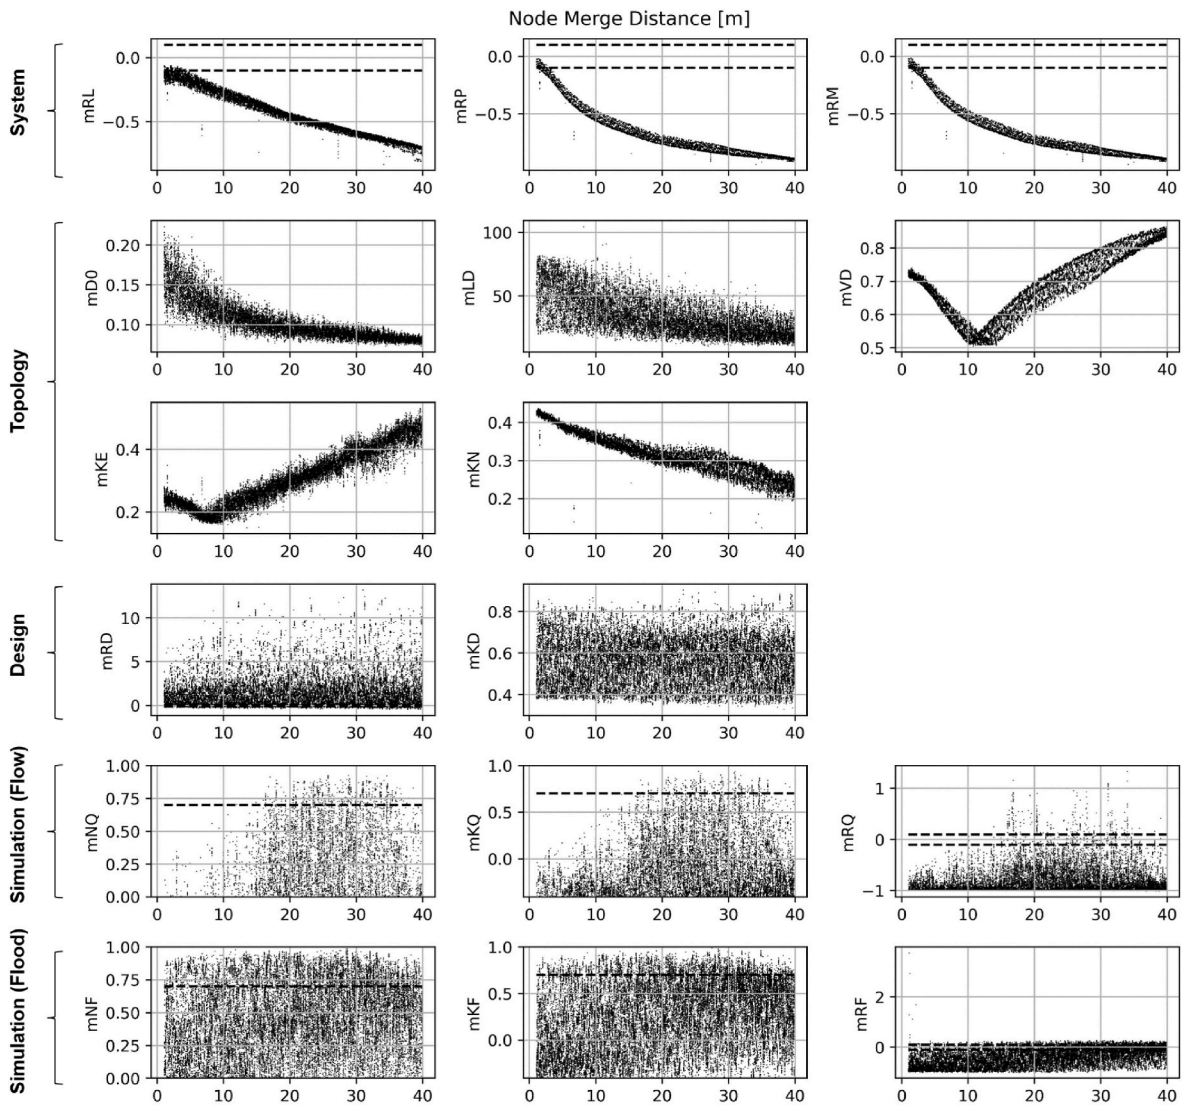 Node Merge Distance [m]
System
mRL
0.0
−0.5
0 10 20 30 40
mRP
0.0
−0.5
0 10 20 30 40
mRM
0.0
−0.5
0 10 20 30 40
Topology
mD0
0.20
0.15
0.10
0 10 20 30 40
mLD
100
50
0 10 20 30 40
mVD
0.8
0.7
0.6
0.5
0 10 20 30 40
mKE
0.4
0.2
0 10 20 30 40
mKN
0.4
0.3
0.2
0 10 20 30 40
Design
mRD
10
5
0
0 10 20 30 40
mKD
0.8
0.6
0.4
0 10 20 30 40
Simulation (Flow)
mNQ
1.00
0.75
0.50
0.25
0.00
0 10 20 30 40
mKQ
1.0
0.5
0.0
0 10 20 30 40
mRQ
1
0
−1
0 10 20 30 40
Simulation (Flood)
mNF
1.00
0.75
0.50
0.25
0.00
0 10 20 30 40
mKF
1.0
0.5
0.0
0 10 20 30 40
mRF
2
0
0 10 20 30 40